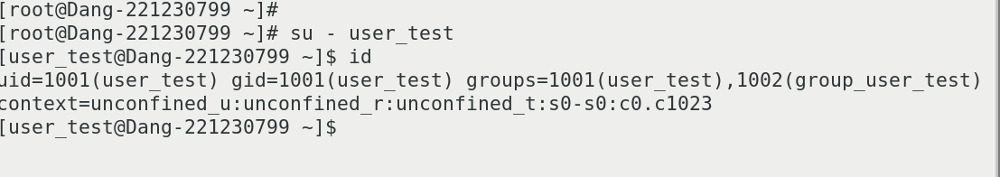 [root@Dang-221230799 ~]#
[root@Dang-221230799 ~]# su - user_test
[user_test@Dang-221230799 ~]$ id
uid=1001(user_test) gid=1001(user_test) groups=1001(user_test),1002(group_user_test)
context=unconfined_u:unconfined_r:unconfined_t:s0-s0:c0.c1023
[user_test@Dang-221230799 ~]$